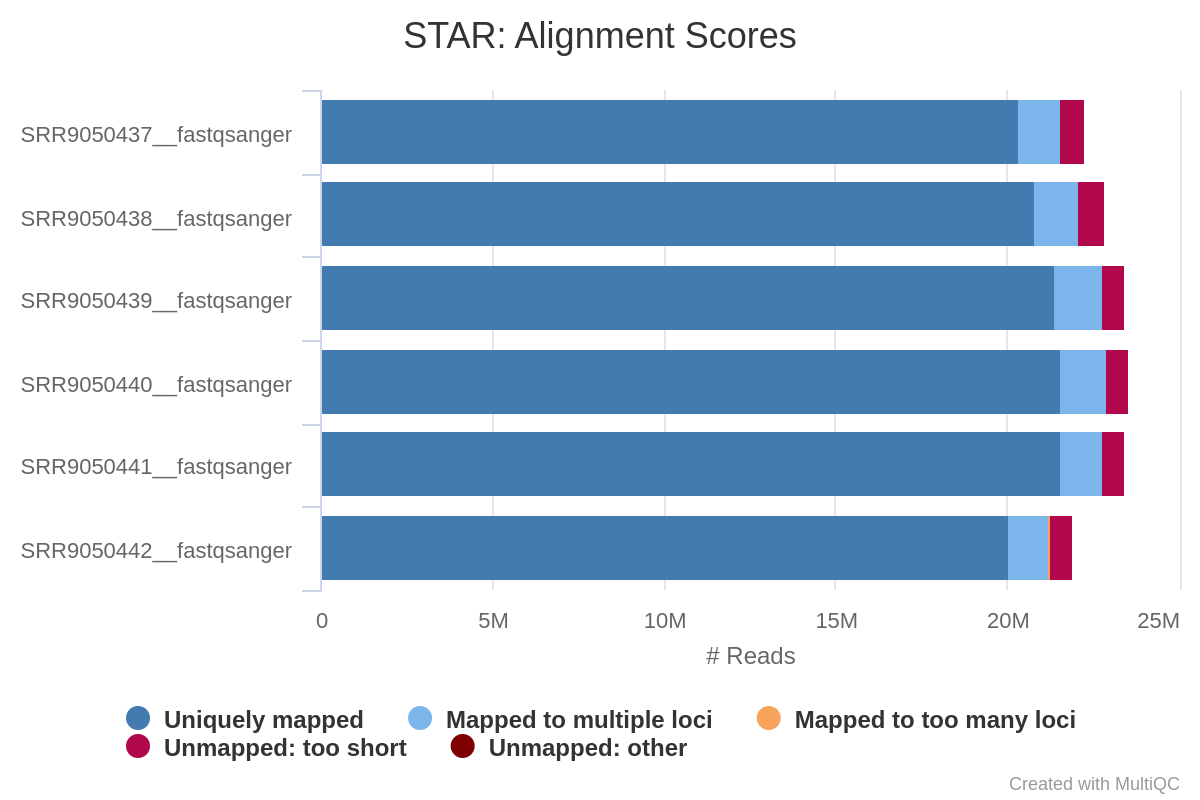 STAR: Alignment Scores
SRR9050437__fastqsanger
SRR9050438__fastqsanger
SRR9050439__fastqsanger
SRR9050440__fastqsanger
SRR9050441__fastqsanger
SRR9050442__fastqsanger
0 5M 10M 15M 20M 25M
# Reads
Uniquely mapped Mapped to multiple loci Mapped to too many loci
Unmapped: too short Unmapped: other
Created with MultiQC